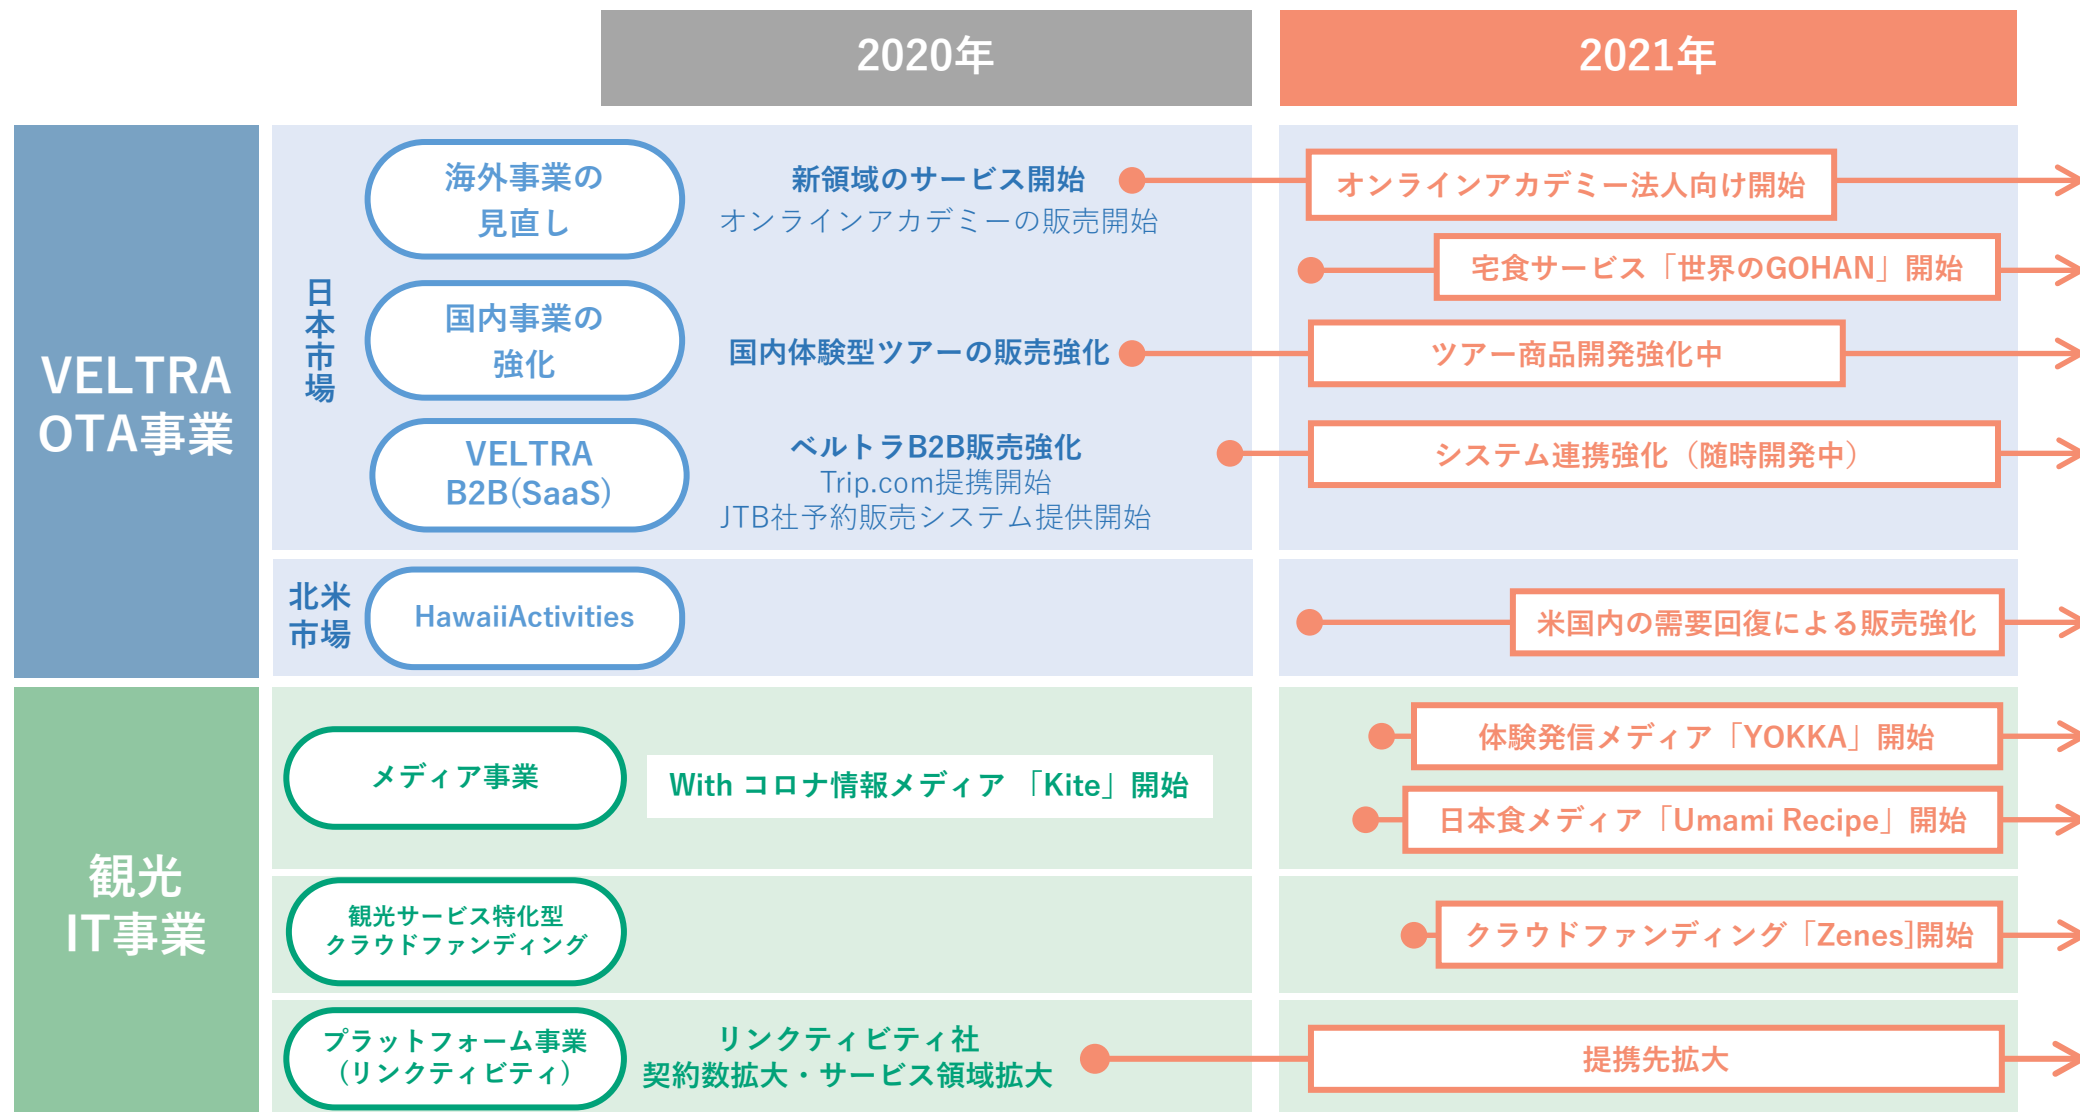 2020年
2021年
VELTRA
OTA事業
日本市場
海外事業の
見直し
新領域のサービス開始
オンラインアカデミーの販売開始
オンラインアカデミー法人向け開始
宅食サービス「世界のGOHAN」開始
国内事業の
強化
国内体験型ツアーの販売強化
ツアー商品開発強化中
VELTRA
B2B(SaaS)
ベルトラB2B販売強化
Trip.com提携開始
JTB社予約販売システム提供開始
システム連携強化（随時開発中）
北米
市場
HawaiiActivities
米国内の需要回復による販売強化
観光
IT事業
メディア事業
With コロナ情報メディア 「Kite」開始
体験発信メディア「YOKKA」開始
日本食メディア「Umami Recipe」開始
観光サービス特化型
クラウドファンディング
クラウドファンディング「Zenes]開始
プラットフォーム事業
（リンクティビティ）
リンクティビティ社
契約数拡大・サービス領域拡大
提携先拡大